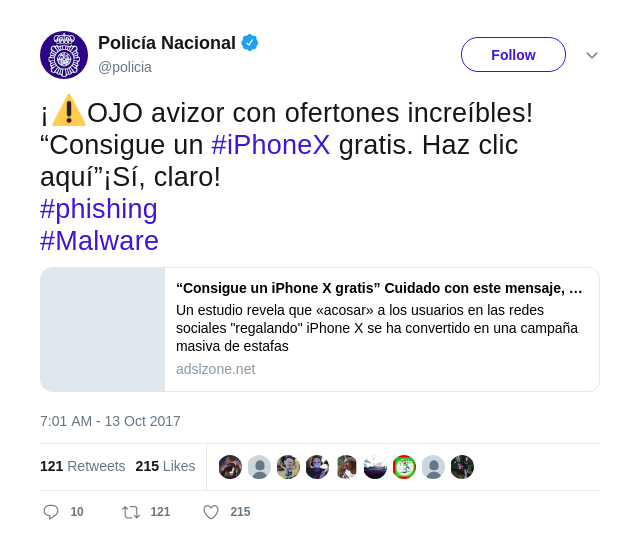 Policía Nacional
@policia
Follow
¡⚠️OJO avizor con ofertones increíbles!
“Consigue un #iPhoneX gratis. Haz clic
aquí”¡Sí, claro!
#phishing
#Malware
“Consigue un iPhone X gratis” Cuidado con este mensaje, …
Un estudio revela que «acosar» a los usuarios en las redes
sociales "regalando" iPhone X se ha convertido en una campaña
masiva de estafas
adslzone.net
7:01 AM - 13 Oct 2017
121 Retweets 215 Likes
10 121 215